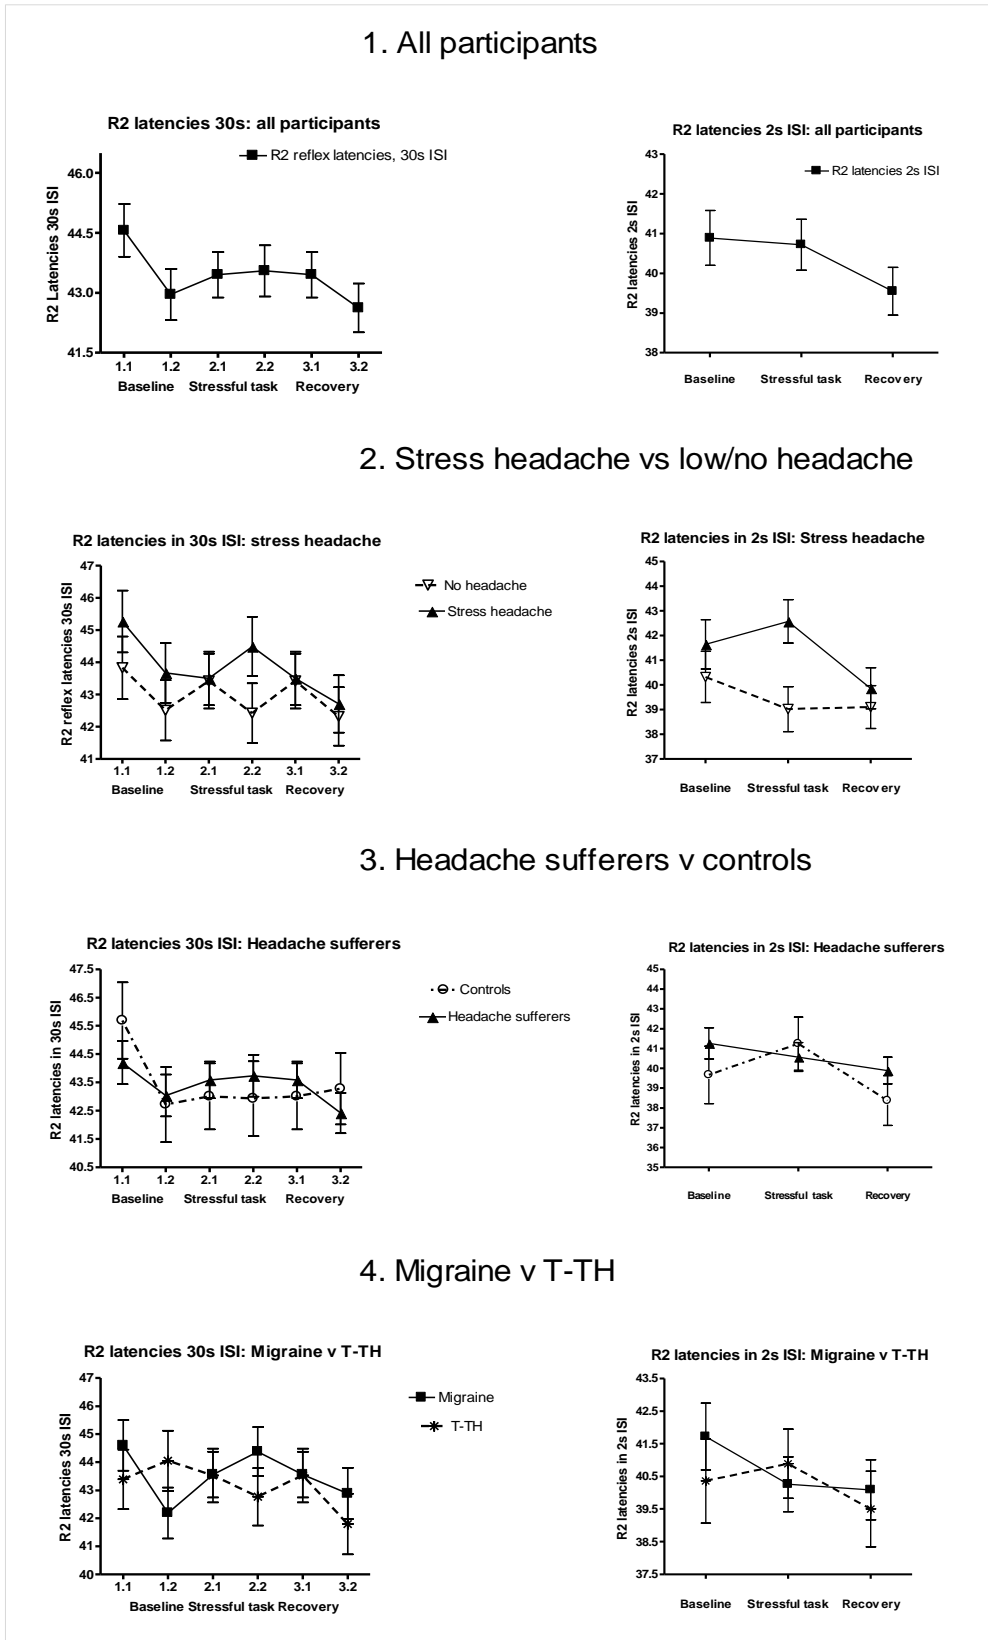 1. All participants
R2 latencies 30s: all participants
R2 reflex latencies, 30s ISI
R2 Latencies 30s ISI
46.0
44.5
43.0
41.5
1.1 1.2 2.1 2.2 3.1 3.2
Baseline Stressful task Recovery
R2 latencies 2s ISI: all participants
R2 latencies 2s ISI
R2 latencies 2s ISI
43
42
41
40
39
38
Baseline Stressful task Recovery
2. Stress headache vs low/no headache
R2 latencies in 30s ISI: stress headache
R2 reflex latencies 30s ISI
47
46
45
44
43
42
41
1.1 1.2 2.1 2.2 3.1 3.2
Baseline Stressful task Recovery
No headache
Stress headache
R2 latencies in 2s ISI: Stress headache
R2 latencies 2s ISI
45
44
43
42
41
40
39
38
37
Baseline Stressful task Recovery
3. Headache sufferers v controls
R2 latencies 30s ISI: Headache sufferers
R2 latencies in 30s ISI
47.5
46.5
45.5
44.5
43.5
42.5
41.5
40.5
1.1 1.2 2.1 2.2 3.1 3.2
Baseline Stressful task Recovery
Controls
Headache sufferers
R2 latencies in 2s ISI: Headache sufferers
R2 latencies in 2s ISI
45
44
43
42
41
40
39
38
37
36
35
Baseline Stressful task Recovery
4. Migraine v T-TH
R2 latencies 30s ISI: Migraine v T-TH
R2 latencies 30s ISI
47
46
45
44
43
42
41
40
1.1 1.2 2.1 2.2 3.1 3.2
Baseline Stressful task Recovery
Migraine
T-TH
R2 latencies in 2s ISI: Migraine v T-TH
R2 latencies in 2s ISI
43.5
42.5
41.5
40.5
39.5
38.5
37.5
Baseline Stressful task Recovery